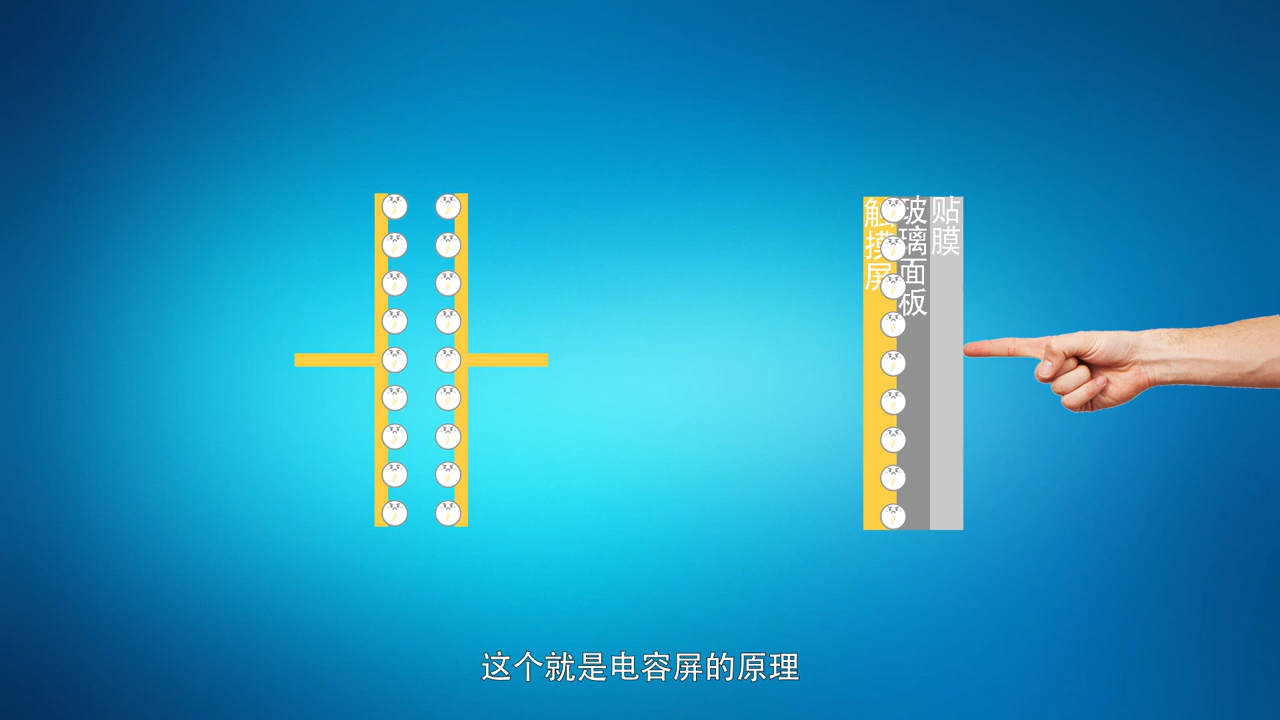 触摸屏
玻璃面板
贴膜
这个就是电容屏的原理